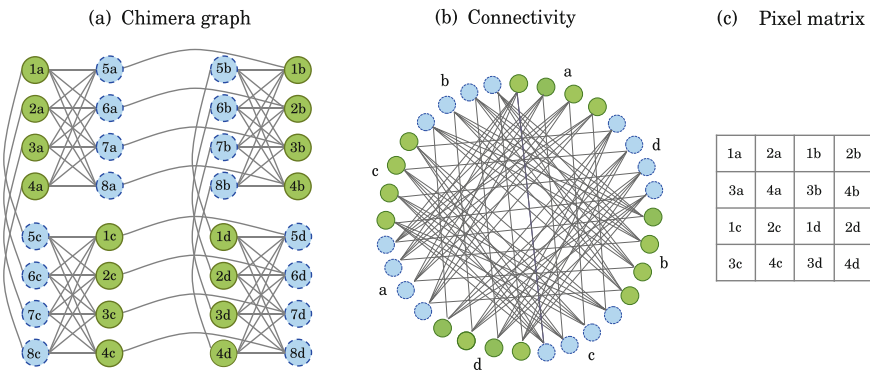 (a) Chimera graph
1a 5a 5b 1b
2a 6a 6b 2b
3a 7a 7b 3b
4a 8a 8b 4b
5c 1c 1d 5d
6c 2c 2d 6d
7c 3c 3d 7d
8c 4c 4d 8d
(b) Connectivity
b a
d
c
b
a
c
d
(c) Pixel matrix
1a 2a 1b 2b
3a 4a 3b 4b
1c 2c 1d 2d
3c 4c 3d 4d